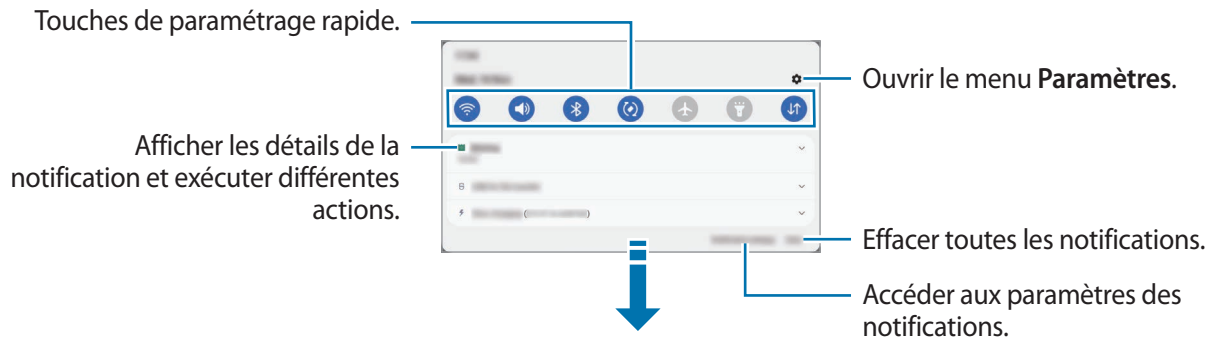 Touches de paramétrage rapide.
Ouvrir le menu Paramètres.
Afficher les détails de la
notification et exécuter différentes
actions.
Effacer toutes les notifications.
Accéder aux paramètres des
notifications.